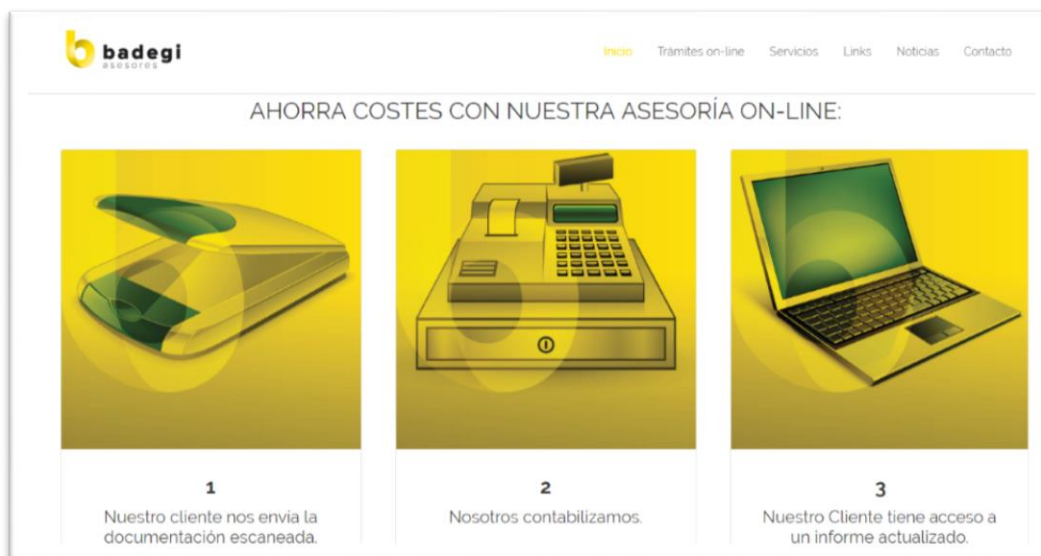 badegi
asesores
Inicio Trámites on-line Servicios Links Noticias Contacto
AHORRA COSTES CON NUESTRA ASESORÍA ON-LINE:
1
Nuestro cliente nos envía la
documentación escaneada.
2
Nosotros contabilizamos.
3
Nuestro Cliente tiene acceso a
un informe actualizado.